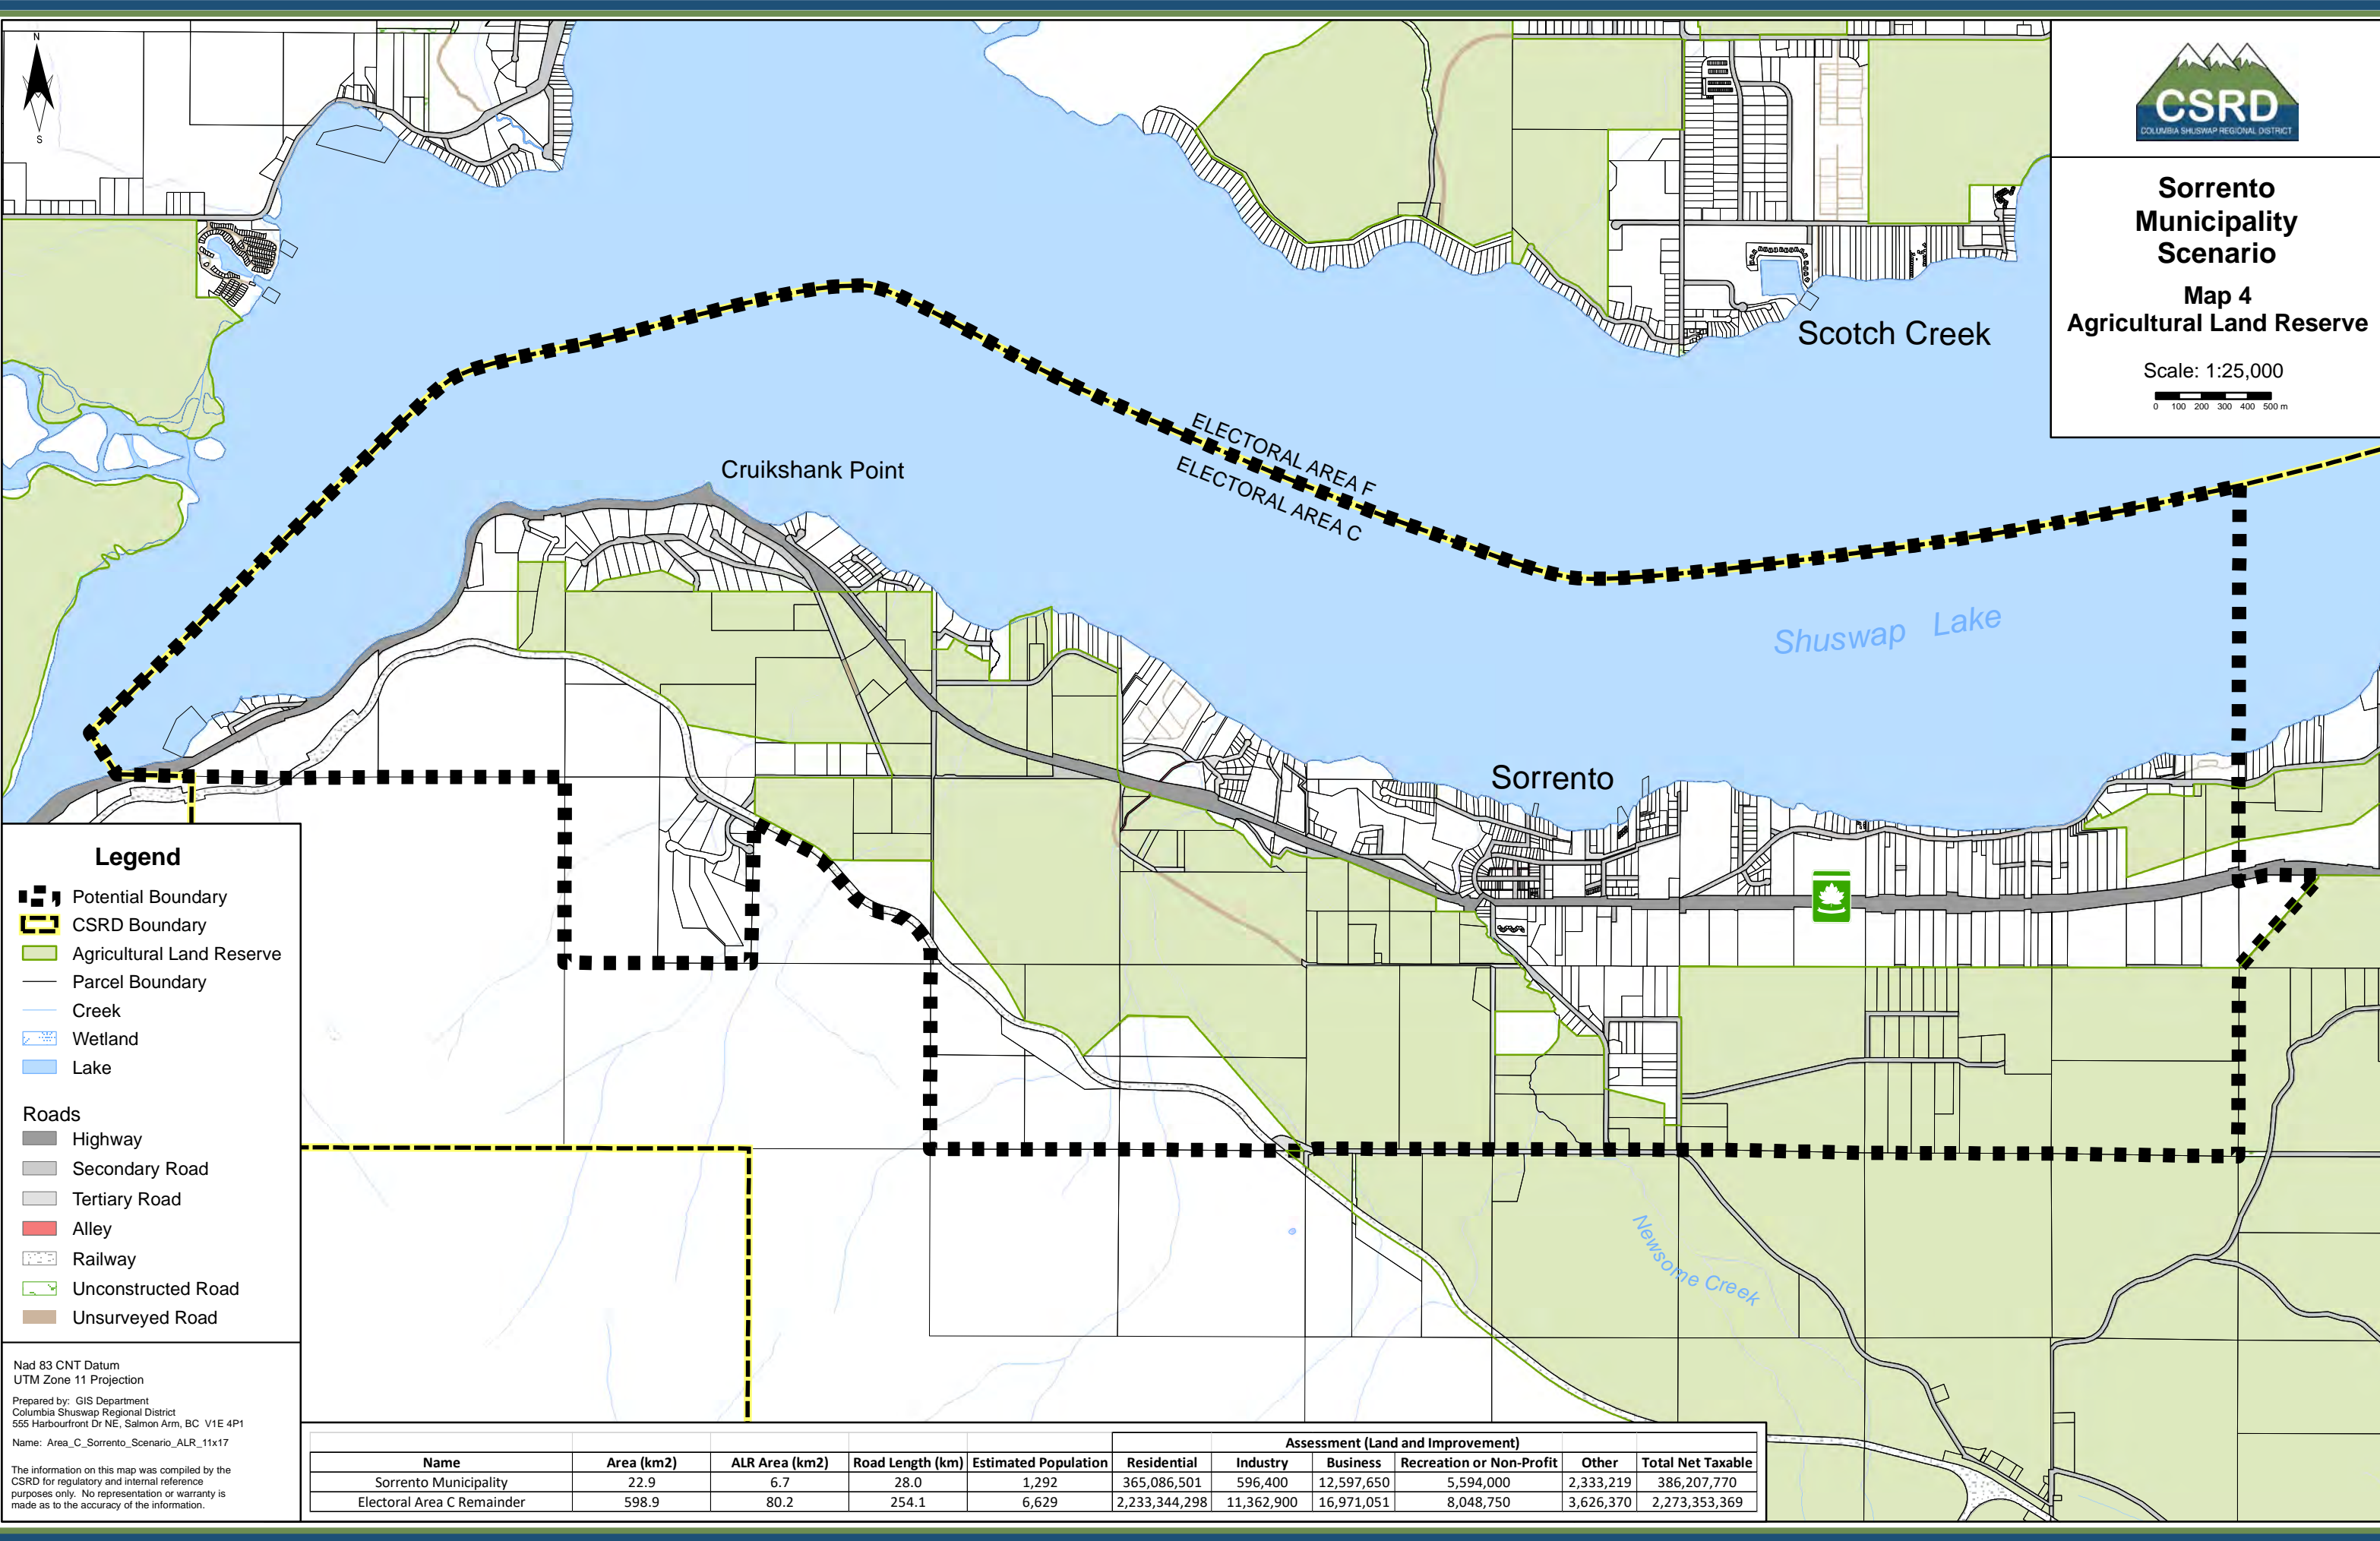 N
S
CSRD
COLUMBIA SHUSWAP REGIONAL DISTRICT
Sorrento
Municipality
Scenario
Map 4
Agricultural Land Reserve
Scale: 1:25,000
0 100 200 300 400 500 m
Scotch Creek
ELECTORAL AREA F
ELECTORAL AREA C
Cruikshank Point
Shuswap Lake
Sorrento
Newsome Creek
Legend
Potential Boundary
CSRD Boundary
Agricultural Land Reserve
Parcel Boundary
Creek
Wetland
Lake
Roads
Highway
Secondary Road
Tertiary Road
Alley
Railway
Unconstructed Road
Unsurveyed Road
Nad 83 CNT Datum
UTM Zone 11 Projection
Prepared by: GIS Department
Columbia Shuswap Regional District
555 Harbourfront Dr NE, Salmon Arm, BC V1E 4P1
Name: Area_C_Sorrento_Scenario_ALR_11x17
The information on this map was compiled by the
CSRD for regulatory and internal reference
purposes only. No representation or warranty is
made as to the accuracy of the information.
Assessment (Land and Improvement)
Name Area (km2) ALR Area (km2) Road Length (km) Estimated Population Residential Industry Business Recreation or Non-Profit Other Total Net Taxable
Sorrento Municipality 22.9 6.7 28.0 1,292 365,086,501 596,400 12,597,650 5,594,000 2,333,219 386,207,770
Electoral Area C Remainder 598.9 80.2 254.1 6,629 2,233,344,298 11,362,900 16,971,051 8,048,750 3,626,370 2,273,353,369